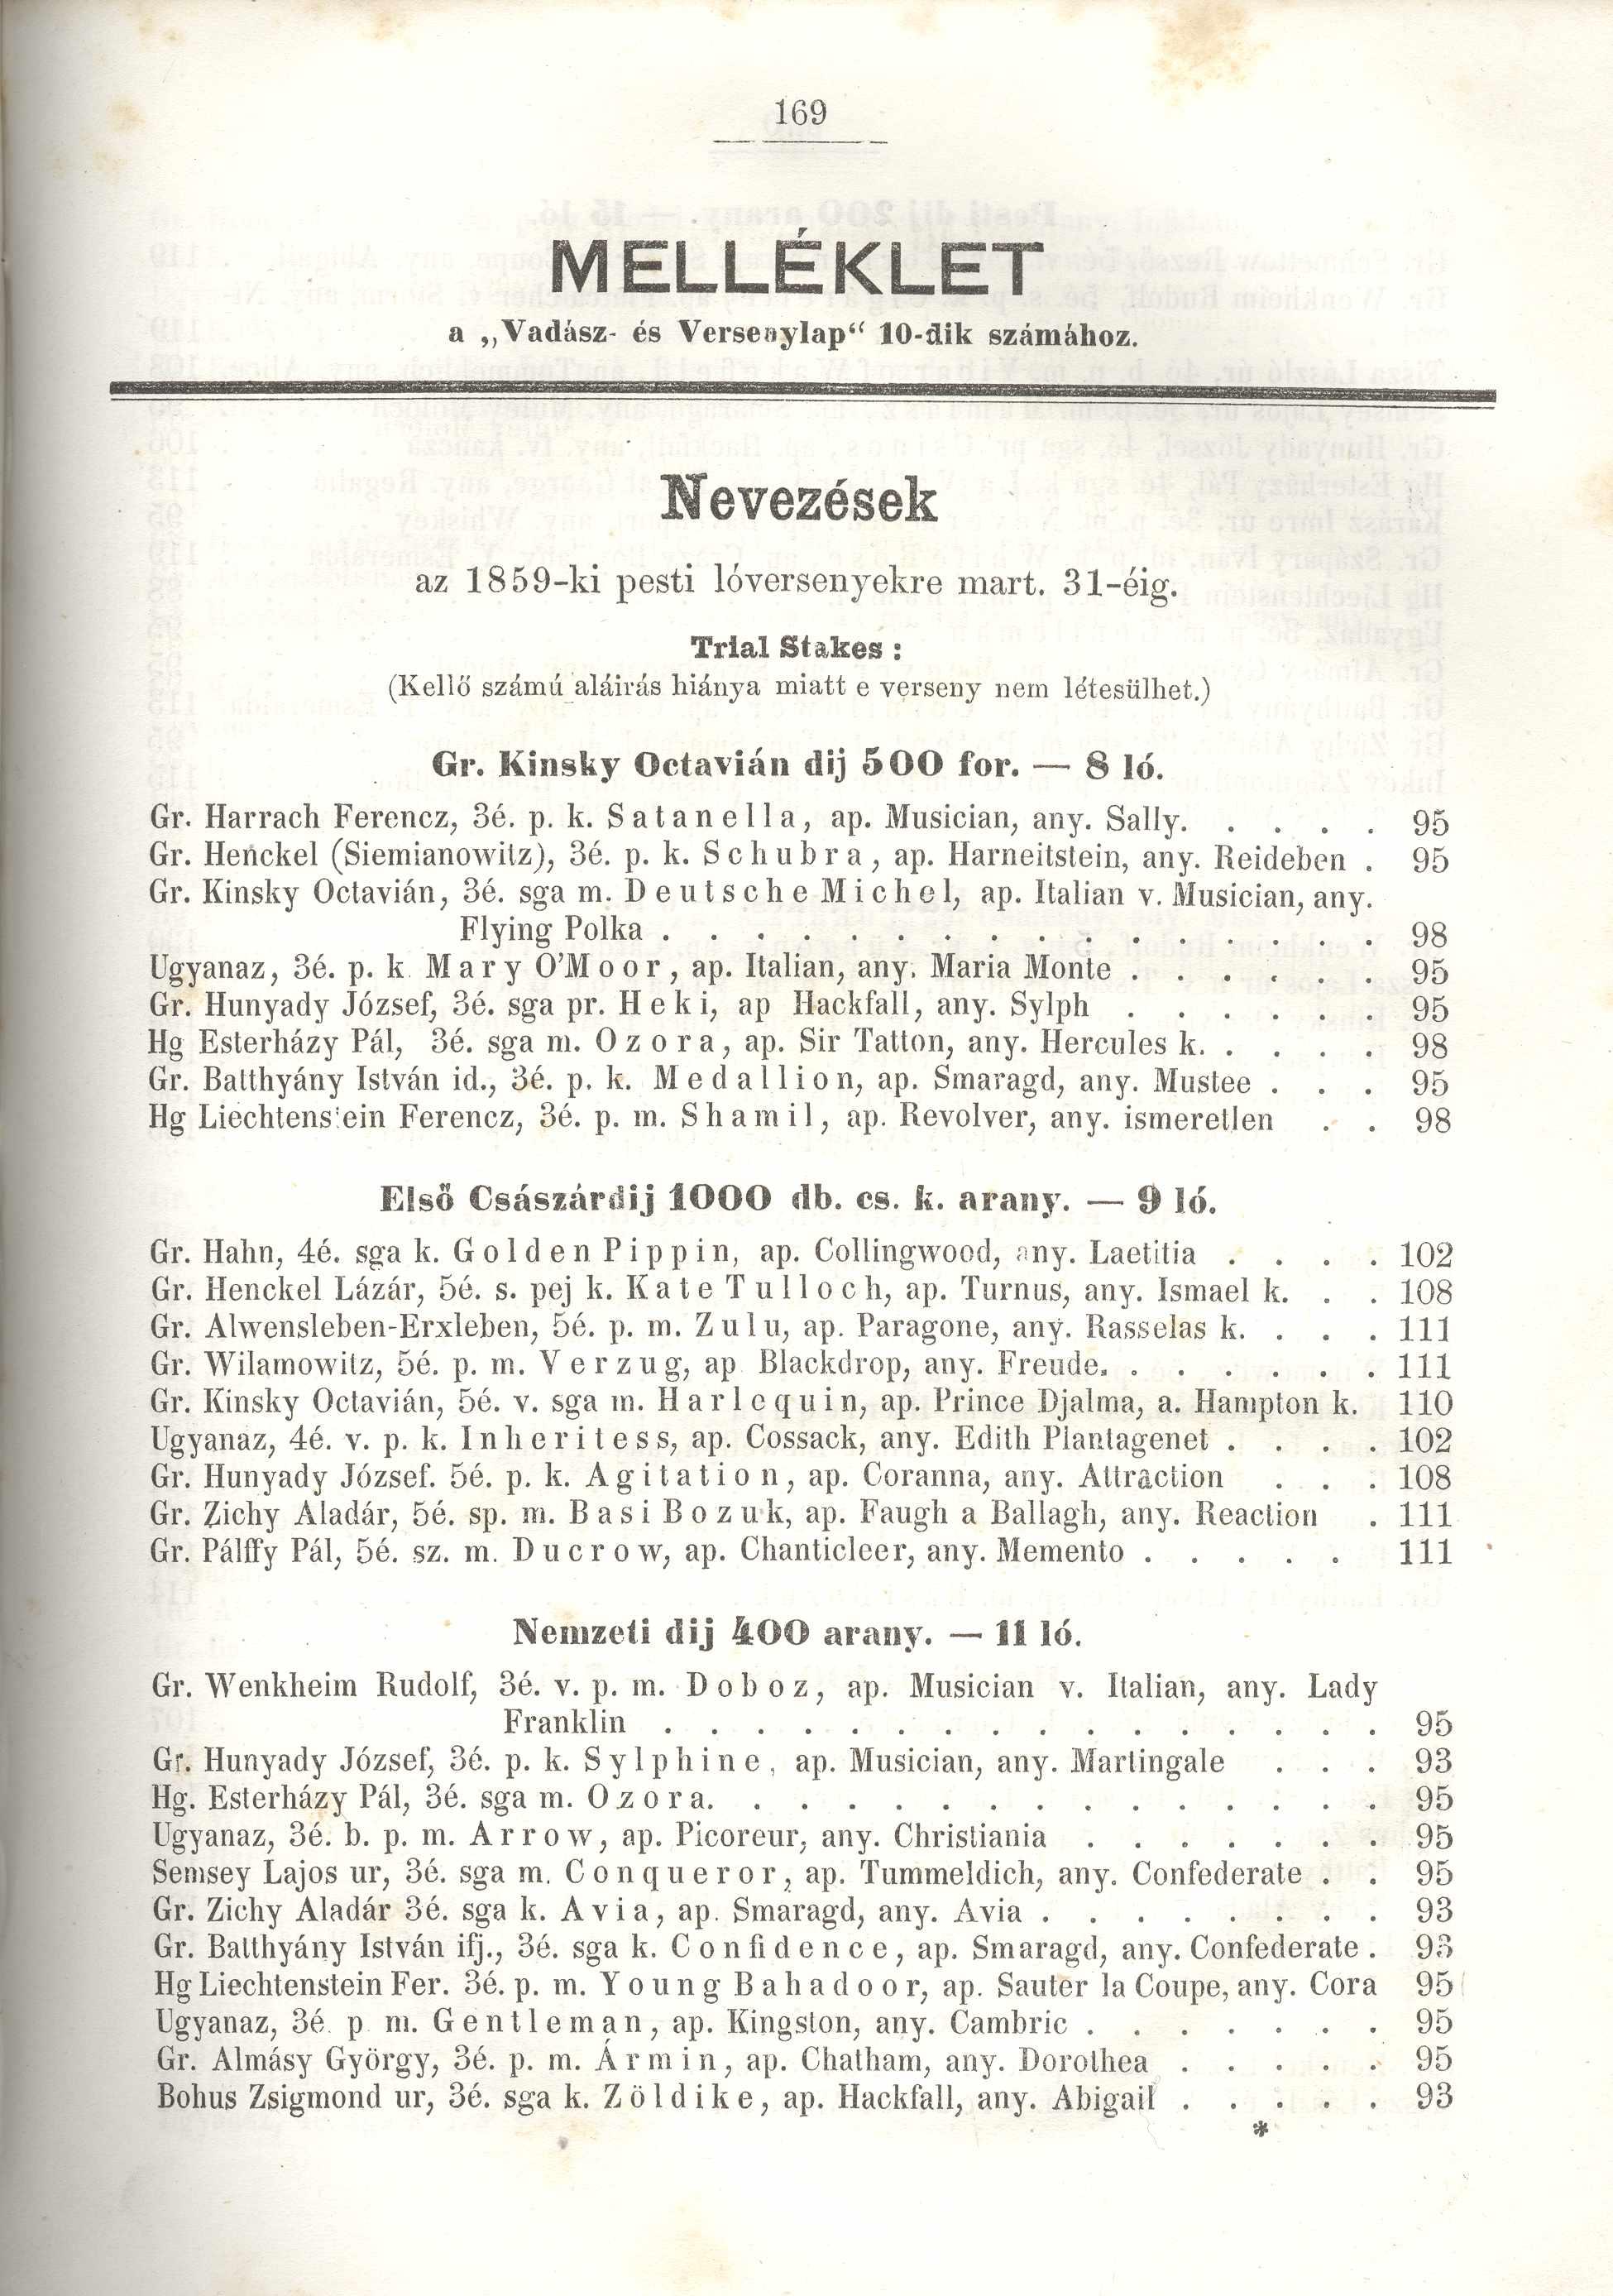 169
MELLÉKLET
a „Vadász- és Versenylap“ 10-dik számához.
Nevezések
az 1859-ki pesti lóversenyekre mart. 31-éig.
Trial Stakes :
(Kellő számú aláirás hiánya miatt e verseny nem létesülhet.)
Gr. Kinsky Octavián dij 500 for. — 8 ló.
Gr. Harrach Ferencz, 3é. p. k. Satanella, ap. Musician, any. Sally. . . . . 95
Gr. Henckel (Siemianowitz), 3é. p. k. Schubra, ap. Harneitstein, any. Reideben . 95
Gr. Kinsky Octavián, 3é. sga m. Deutsche Michel, ap. Italian v. Musician, any.
Flying Polka . . . . . . . . . . . . . . . . 98
Ugyanaz, 3é. p. k. Mary O’Moor, ap. Italian, any. Maria Monte . . . . . . 95
Gr. Hunyady József, 3é. sga pr. Heki, ap Hackfall, any. Sylph . . . . . . 95
Hg Esterházy Pál, 3é. sga m. Ozora, ap. Sir Tatton, any. Hercules k. . . . . 98
Gr. Batthyány István id., 3é. p. k. Medallion, ap. Smaragd, any. Mustee . . . 95
Hg Liechtenstein Ferencz, 3é. p. m. Shamil, ap. Revolver, any. ismeretlen . . 98
Első Császárdij 1000 db. cs. k. arany. — 9 ló.
Gr. Hahn, 4é. sga k. Golden Pippin, ap. Collingwood, any. Laetitia . . . . 102
Gr. Henckel Lázár, 5é. s. pej k. Kate Tulloch, ap. Turnus, any. Ismael k. . . 108
Gr. Alwensleben-Erxleben, 5é. p. m. Zulu, ap. Paragone, any. Rasselas k. . . . 111
Gr. Wilamowitz, 5é. p. m. Verzug, ap Blackdrop, any. Freude. . . . . . . 111
Gr. Kinsky Octavián, 5é. v. sga m. Harlequin, ap. Prince Djalma, a. Hampton k. 110
Ugyanaz, 4é. v. p. k. Inheritess, ap. Cossack, any. Edith Plantagenet . . . . 102
Gr. Hunyady József. 5é. p. k. Agitation, ap. Coranna, any. Attraction . . . 108
Gr. Zichy Aladár, 5é. sp. m. Basi Bozuk, ap. Faugh a Ballagh, any. Reaction . 111
Gr. Pálffy Pál, 5é. sz. m. Ducrow, ap. Chanticleer, any. Memento . . . . . 111
Nemzeti dij 400 arany. — 11 ló.
Gr. Wenkheim Rudolf, 3é. v. p. m. Doboz, ap. Musician v. Italian, any. Lady
Franklin . . . . . . . . . . . . . . . . 95
Gr. Hunyady József, 3é. p. k. Sylphine, ap. Musician, any. Martingale . . . 93
Hg. Esterházy Pál, 3é. sga m. Ozora. . . . . . . . . . . . . . . 95
Ugyanaz, 3é. b. p. m. Arrow, ap. Picoreur, any. Christiania . . . . . . . 95
Semsey Lajos ur, 3é. sga m. Conqueror, ap. Tummeldich, any. Confederate . . 95
Gr. Zichy Aladár 3é. sga k. Avia, ap. Smaragd, any. Avia . . . . . . . . 93
Gr. Batthyány István ifj., 3é. sga k. Confidence, ap. Smaragd, any. Confederate . 93
Hg Liechtenstein Fer. 3é. p. m. Young Bahadoor, ap. Sauter la Coupe, any. Cora 95
Ugyanaz, 3é. p m. Gentleman, ap. Kingston, any. Cambric . . . . . . . 95
Gr. Almásy György, 3é. p. m. Ármin, ap. Chatham, any. Dorothea . . . . . 95
Bohus Zsigmond ur, 3é. sga k. Zöldike, ap. Hackfall, any. Abigail . . . . . 93
*